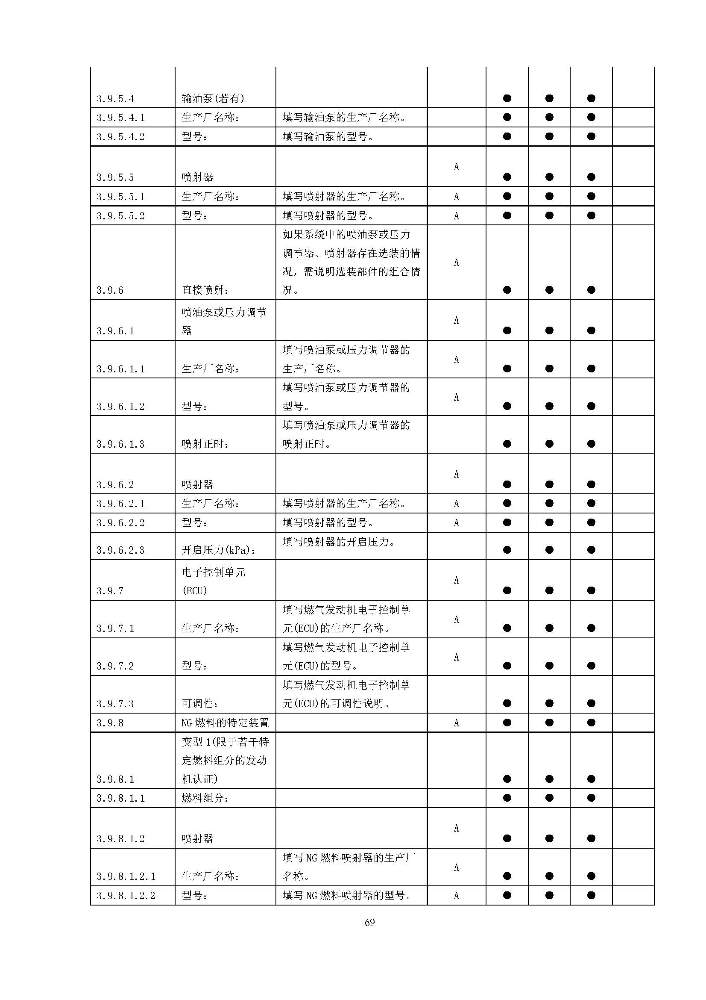 3.9.5.4 输油泵(若有) ● ● ●
3.9.5.4.1 生产厂名称: 填写输油泵的生产厂名称。 ● ● ●
3.9.5.4.2 型号: 填写输油泵的型号。 ● ● ●
3.9.5.5 喷射器 A ● ● ●
3.9.5.5.1 生产厂名称: 填写喷射器的生产厂名称。 A ● ● ●
3.9.5.5.2 型号: 填写喷射器的型号。 A ● ● ●
如果系统中的喷油泵或压力
调节器、喷射器存在选装的情
况，需说明选装部件的组合情
3.9.6 直接喷射: 况。 A ● ● ●
喷油泵或压力调节
3.9.6.1 器 A ● ● ●
填写喷油泵或压力调节器的
3.9.6.1.1 生产厂名称: 生产厂名称。 A ● ● ●
填写喷油泵或压力调节器的
3.9.6.1.2 型号: 型号。 A ● ● ●
填写喷油泵或压力调节器的
3.9.6.1.3 喷射正时: 喷射正时。 ● ● ●
3.9.6.2 喷射器 A ● ● ●
3.9.6.2.1 生产厂名称: 填写喷射器的生产厂名称。 A ● ● ●
3.9.6.2.2 型号: 填写喷射器的型号。 A ● ● ●
3.9.6.2.3 开启压力(kPa): 填写喷射器的开启压力。 ● ● ●
电子控制单元
3.9.7 (ECU) A ● ● ●
填写燃气发动机电子控制单
3.9.7.1 生产厂名称: 元(ECU)的生产厂名称。 A ● ● ●
填写燃气发动机电子控制单
3.9.7.2 型号: 元(ECU)的型号。 A ● ● ●
填写燃气发动机电子控制单
3.9.7.3 可调性: 元(ECU)的可调性说明。 ● ● ●
3.9.8 NG 燃料的特定装置 A ● ● ●
变型 1(限于若干特
定燃料组分的发动
3.9.8.1 机认证) ● ● ●
3.9.8.1.1 燃料组分: ● ● ●
3.9.8.1.2 喷射器 A ● ● ●
填写 NG 燃料喷射器的生产厂
3.9.8.1.2.1 生产厂名称: 名称。 A ● ● ●
3.9.8.1.2.2 型号: 填写 NG 燃料喷射器的型号。 A ● ● ●
69